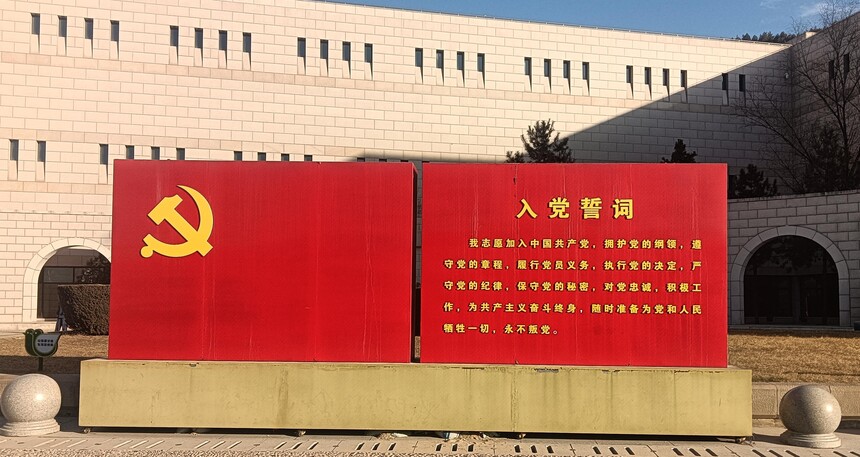 入党誓词
我志愿加入中国共产党，拥护党的纲领，遵
守党的章程，履行党员义务，执行党的决定，严
守党的纪律，保守党的秘密，对党忠诚，积极工
作，为共产主义奋斗终身，随时准备为党和人民
牺牲一切，永不叛党。